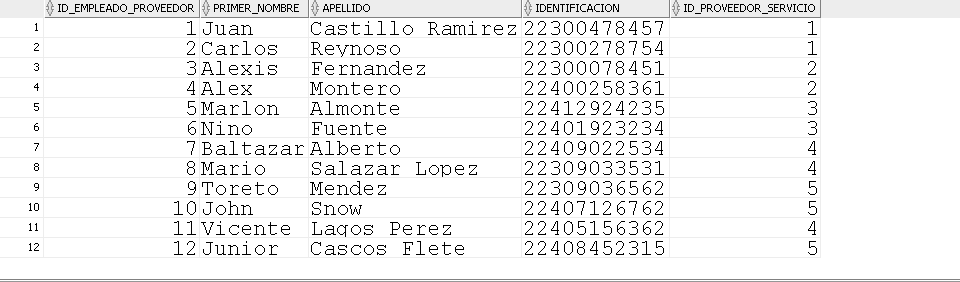 ID_EMPLEADO_PROVEEDOR PRIMER_NOMBRE APELLIDO IDENTIFICACION ID_PROVEEDOR_SERVICIO
1 1 Juan Castillo Ramirez 22300478457 1
2 2 Carlos Reynoso 22300278754 1
3 3 Alexis Fernandez 22300078451 2
4 4 Alex Montero 22400258361 2
5 5 Marlon Almonte 22412924235 3
6 6 Nino Fuente 22401923234 3
7 7 Baltazar Alberto 22409022534 4
8 8 Mario Salazar Lopez 22309033531 4
9 9 Toreto Mendez 22309036562 5
10 10 John Snow 22407126762 5
11 11 Vicente Lagos Perez 22405156362 4
12 12 Junior Cascos Flete 22408452315 5